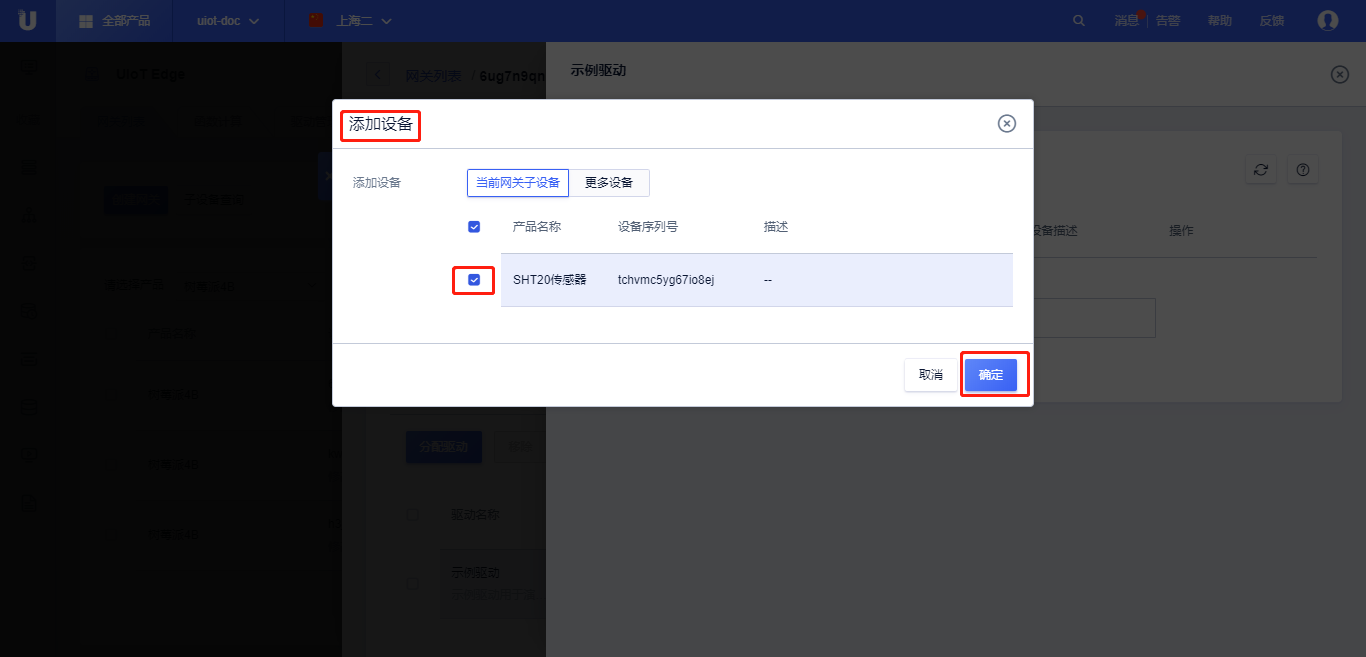 全部产品 uiot-doc 上海二 消息 告警 帮助 反馈
UIoT Edge
网关列表 / 6ug7n9qn
示例驱动
添加设备
添加设备 当前网关子设备 更多设备
产品名称 设备序列号 描述
SHT20传感器 tchvmc5yg67io8ej --
取消 确定
设备描述 操作
分配驱动
驱动名称
示例驱动